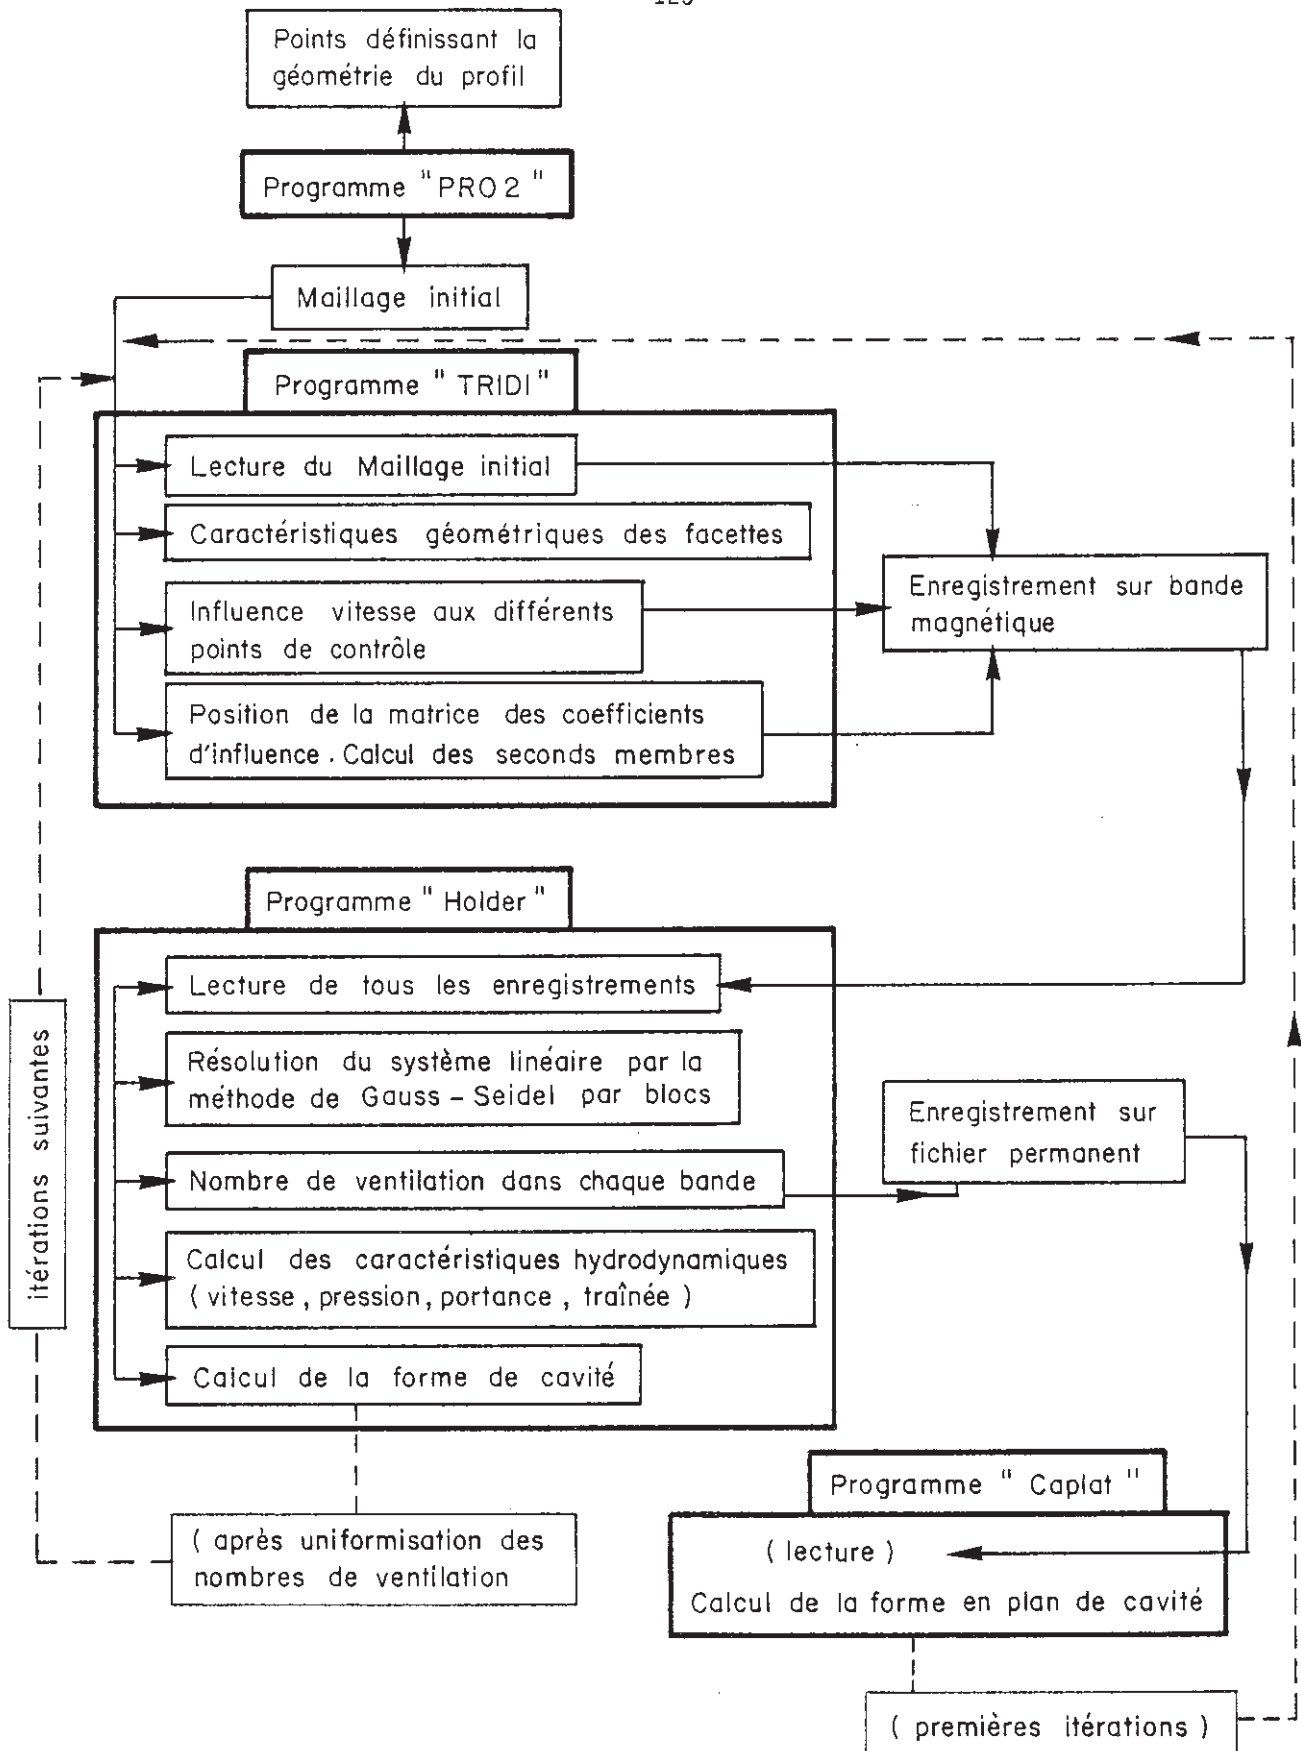 Points définissant la
géométrie du profil
Programme "PRO2"
Maillage initial
Programme "TRIDI"
Lecture du Maillage initial
Caractéristiques géométriques des facettes
Influence vitesse aux différents
points de contrôle
Position de la matrice des coefficients
d'influence. Calcul des seconds membres
Enregistrement sur bande
magnétique
Programme "Holder"
Lecture de tous les enregistrements
Résolution du système linéaire par la
méthode de Gauss-Seidel par blocs
Nombre de ventilation dans chaque bande
Calcul des caractéristiques hydrodynamiques
(vitesse, pression, portance, traînée)
Calcul de la forme de cavité
Enregistrement sur
fichier permanent
itérations suivantes
(après uniformisation des
nombres de ventilation
Programme "Caplat"
(lecture)
Calcul de la forme en plan de cavité
(premières itérations)